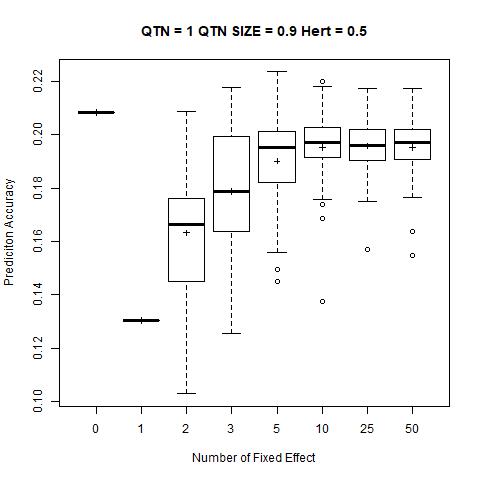 QTN = 1 QTN SIZE = 0.9 Hert = 0.5
Prediciton Accuracy
0.22
0.20
0.18
0.16
0.14
0.12
0.10
0 1 2 3 5 10 25 50
Number of Fixed Effect